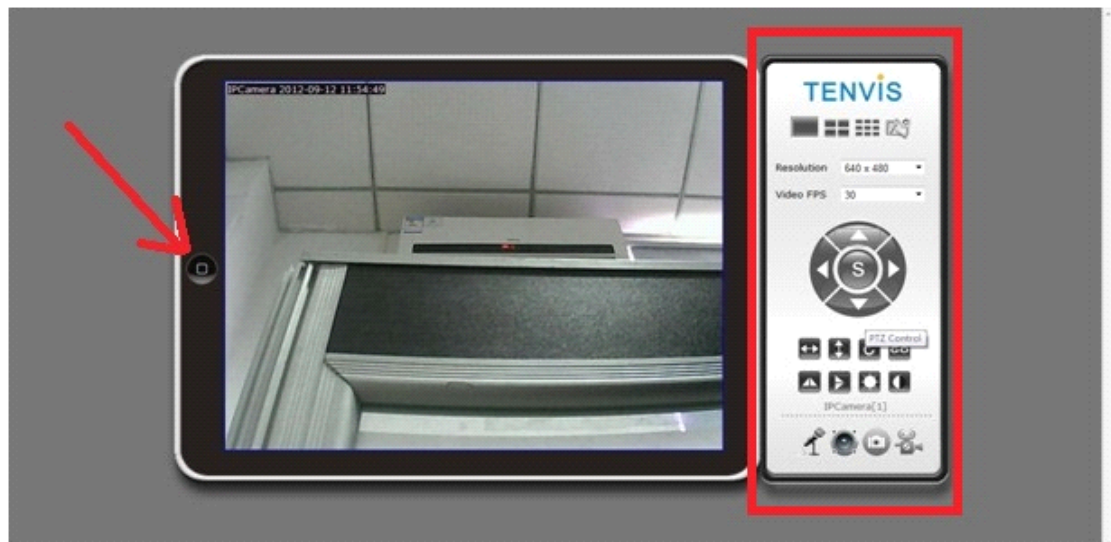 IPCamera 2012-09-12 11:54:49
TENVIS
Resolution 640 x 480
Video FPS 30
S
PTZ Control
IPCamera[1]